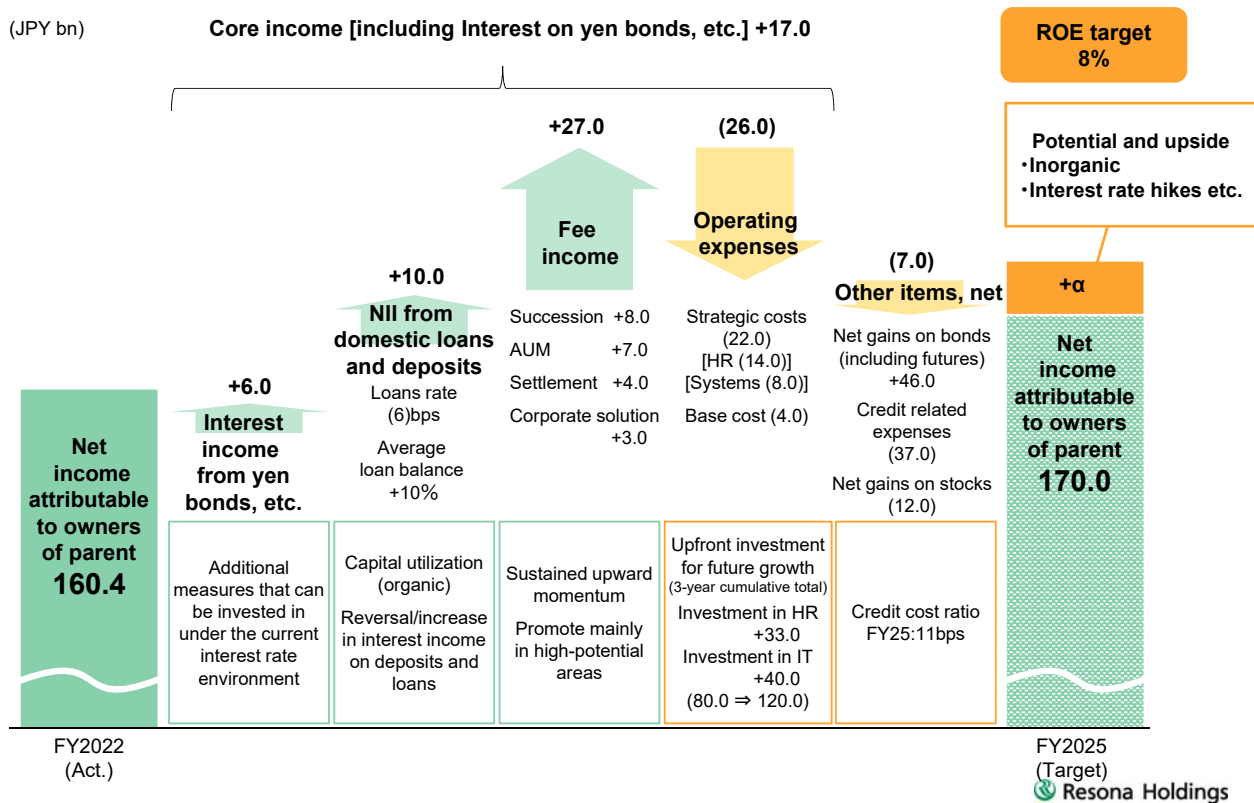 (JPY bn)
Core income [including Interest on yen bonds, etc.] +17.0
ROE target
8%
Potential and upside
・Inorganic
・Interest rate hikes etc.
Net
income
attributable
to owners
of parent
160.4
+6.0
Interest
income
from yen
bonds, etc.
Additional
measures that can
be invested in
under the current
interest rate
environment
+10.0
NII from
domestic loans
and deposits
Loans rate
(6)bps
Average
loan balance
+10%
Capital utilization
(organic)
Reversal/increase
in interest income
on deposits and
loans
+27.0
Fee
income
Succession +8.0
AUM +7.0
Settlement +4.0
Corporate solution
+3.0
Sustained upward
momentum
Promote mainly
in high-potential
areas
(26.0)
Operating
expenses
Strategic costs
(22.0)
[HR (14.0)]
[Systems (8.0)]
Base cost (4.0)
Upfront investment
for future growth
(3-year cumulative total)
Investment in HR
+33.0
Investment in IT
+40.0
(80.0 ⇒ 120.0)
(7.0)
Other items, net
Net gains on bonds
(including futures)
+46.0
Credit related
expenses
(37.0)
Net gains on stocks
(12.0)
Credit cost ratio
FY25:11bps
+α
Net
income
attributable
to owners
of parent
170.0
FY2022
(Act.)
FY2025
(Target)
Resona Holdings